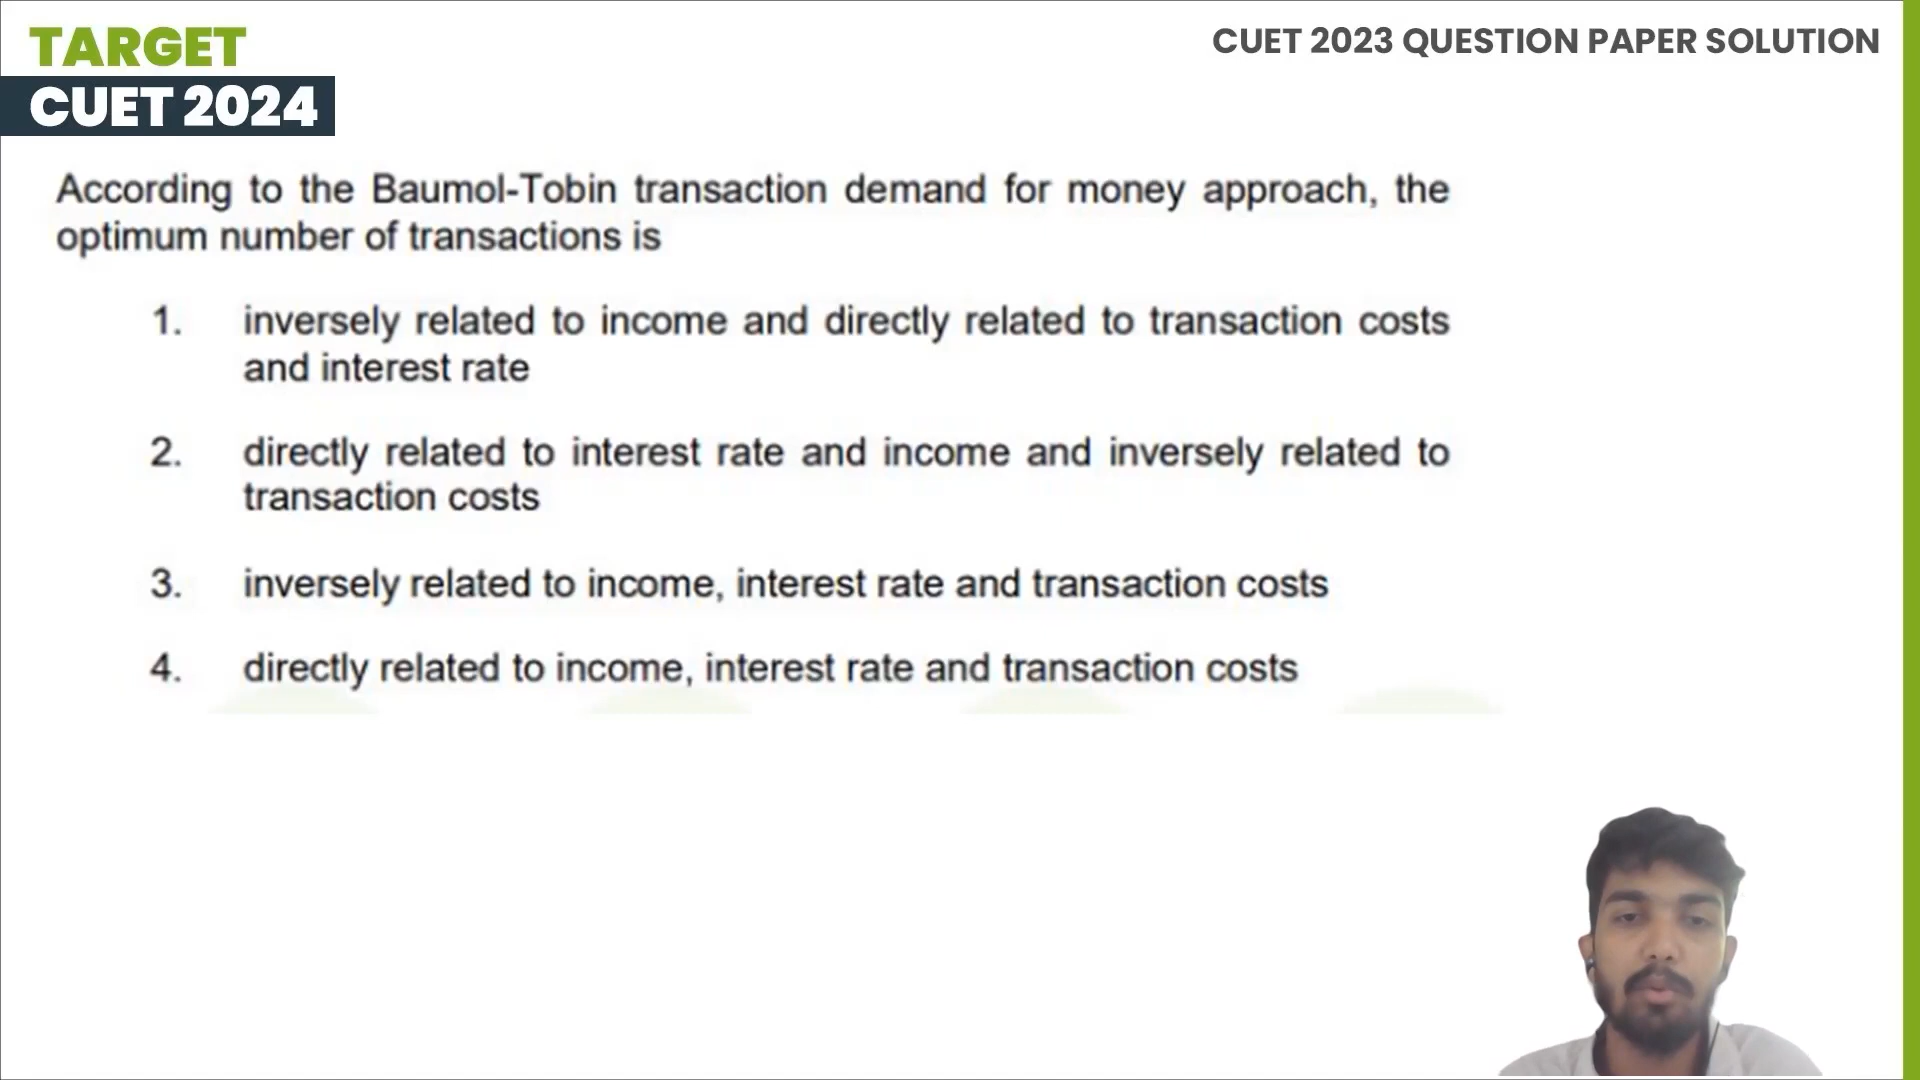 TARGET
CUET 2024
CUET 2023 QUESTION PAPER SOLUTION
According to the Baumol-Tobin transaction demand for money approach, the
optimum number of transactions is
1. inversely related to income and directly related to transaction costs
and interest rate
2. directly related to interest rate and income and inversely related to
transaction costs
3. inversely related to income, interest rate and transaction costs
4. directly related to income, interest rate and transaction costs